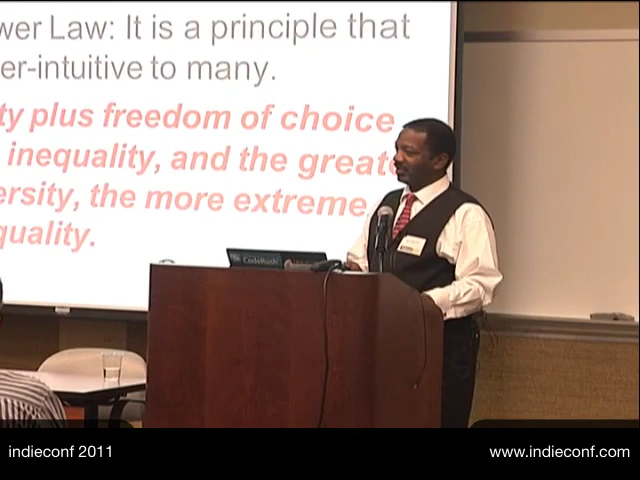 wer Law: It is a principle that
er-intuitive to many.
ty plus freedom of choice
inequality, and the greate
ersity, the more extreme
quality.
CodeRush
indieconf 2011
www.indieconf.com